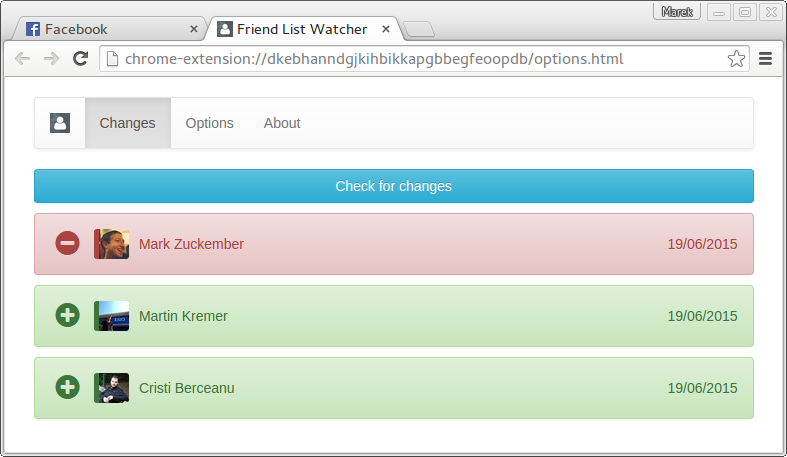 Marek
Facebook
Friend List Watcher
chrome-extension://dkebhanndgjkihbikkapgbbegfeoopdb/options.html
Changes Options About
Check for changes
Mark Zuckember 19/06/2015
Martin Kremer 19/06/2015
Cristi Berceanu 19/06/2015